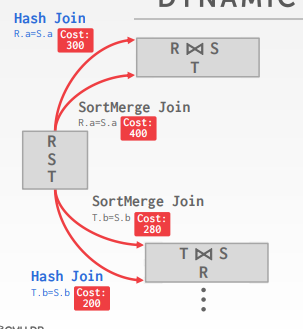 DYNAMIC
Hash Join
R.a=S.a Cost: 300
R ⋈ S
T
SortMerge Join
R.a=S.a Cost: 400
R
S
T
SortMerge Join
T.b=S.b Cost: 280
T ⋈ S
R
Hash Join
T.b=S.b Cost: 200